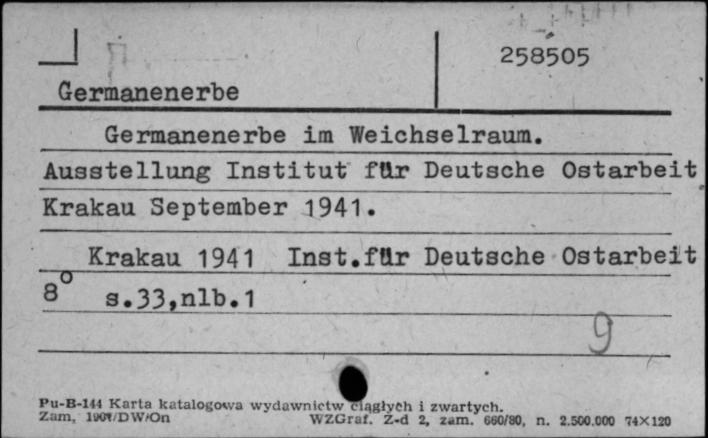 258505
Germanenerbe
Germanenerbe im Weichselraum.
Ausstellung Institut für Deutsche Ostarbeit
Krakau September 1941.
Krakau 1941 Inst.für Deutsche Ostarbeit
8° s.33,nlb.1
9
Pu-B-144 Karta katalogowa wydawnictw ciągłych i zwartych.
Zam. /DW/On WZGraf. Z-d 2, zam. 660/80, n. 2.500.000 74×120